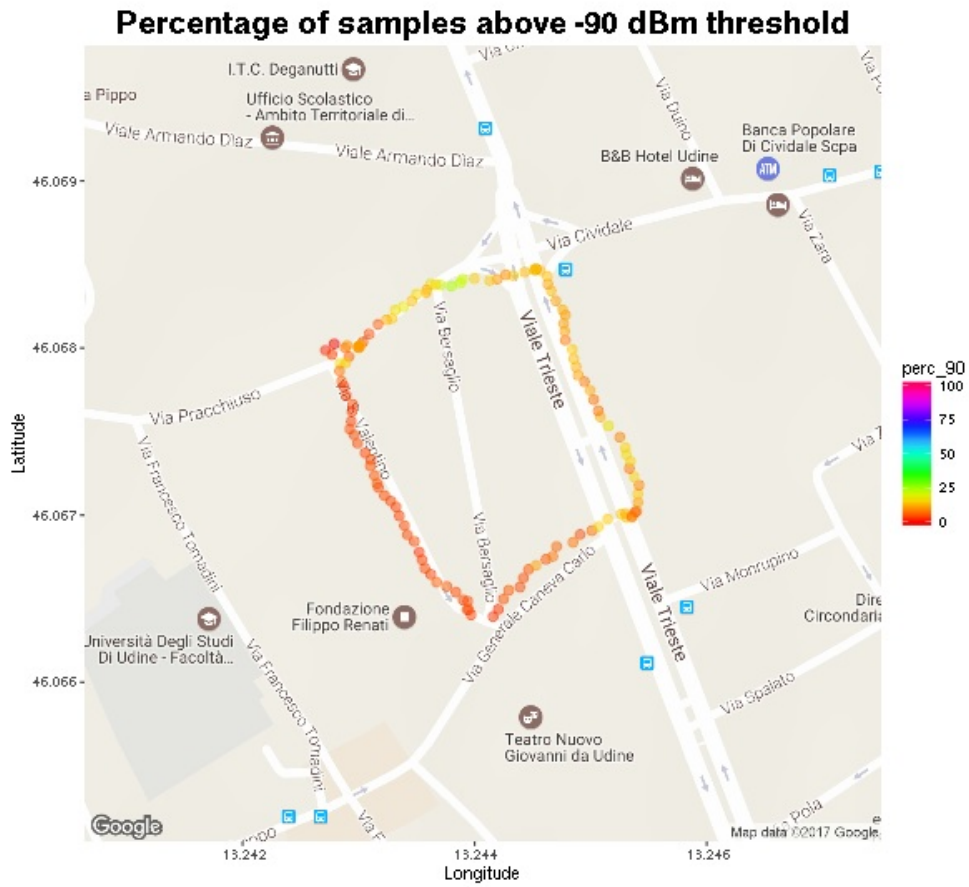 Percentage of samples above -90 dBm threshold
I.T.C. Deganutti
a Pippo
Ufficio Scolastico
- Ambito Territoriale di...
Viale Armando Diaz
Viale Armando Diaz
Via Duino
Banca Popolare
Di Cividale Scpa
ATM
B&B Hotel Udine
Via Zara
Via Cividale
46.069
46.068
46.067
46.066
Latitude
Via Bersaglio
Viale Trieste
Via Pracchiuso
Valentino
Via Francesco Tomadini
Via Bersaglio
Via Generale Caneva Carlo
Via Monrupino
Viale Trieste
Dire
Circondaria
Fondazione
Filippo Renati
Università Degli Studi
Di Udine - Facoltà...
Via Francesco Tomadini
Via Spalato
Teatro Nuovo
Giovanni da Udine
Pola
Google
Map data ©2017 Google
13.242
13.244
13.246
Longitude
perc_90
100
75
50
25
0